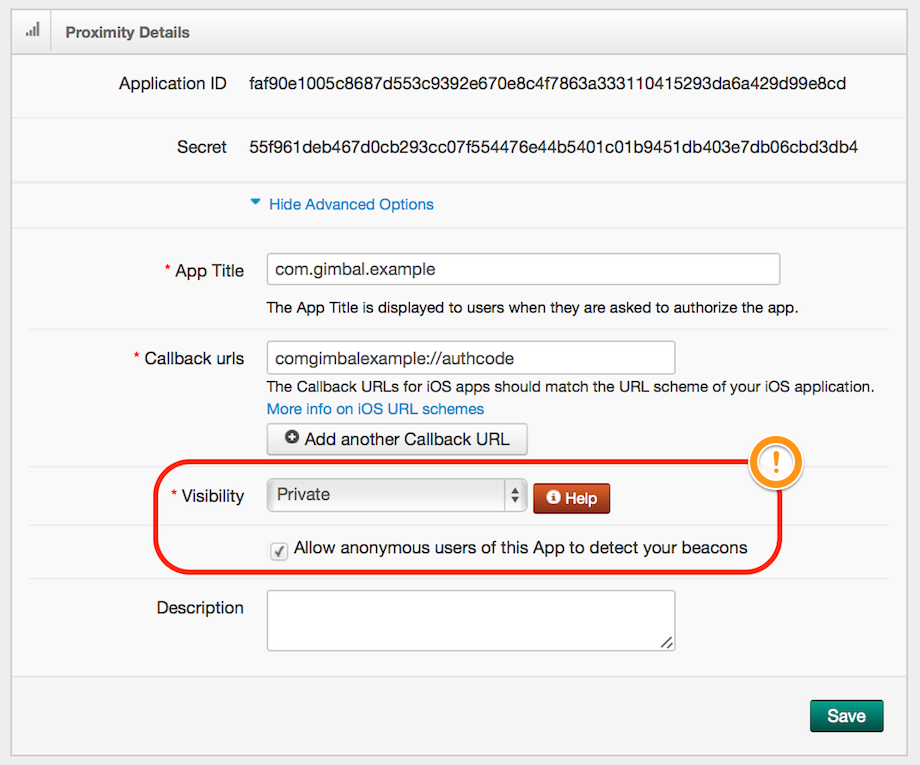 Proximity Details
Application ID faf90e1005c8687d553c9392e670e8c4f7863a333110415293da6a429d99e8cd
Secret 55f961deb467d0cb293cc07f554476e44b5401c01b9451db403e7db06cbd3db4
Hide Advanced Options
* App Title com.gimbal.example
The App Title is displayed to users when they are asked to authorize the app.
* Callback urls comgimbalexample://authcode
The Callback URLs for iOS apps should match the URL scheme of your iOS application.
More info on iOS URL schemes
Add another Callback URL
!
* Visibility Private Help
Allow anonymous users of this App to detect your beacons
Description
Save